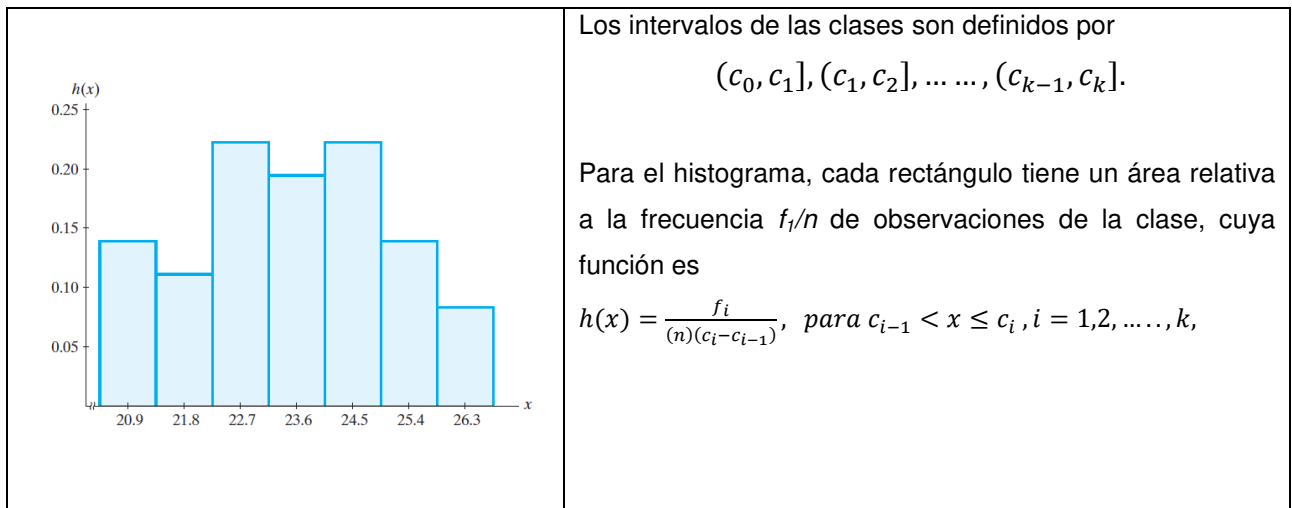 h(x)
0.25
0.20
0.15
0.10
0.05
20.9 21.8 22.7 23.6 24.5 25.4 26.3
x
Los intervalos de las clases son definidos por
(c₀, c₁], (c₁, c₂], … … , (cₖ₋₁, cₖ].
Para el histograma, cada rectángulo tiene un área relativa
a la frecuencia f₁/n de observaciones de la clase, cuya
función es
h(x) = fᵢ / (n)(cᵢ−cᵢ₋₁), para cᵢ₋₁ < x ≤ cᵢ , i = 1,2, … . . , k,